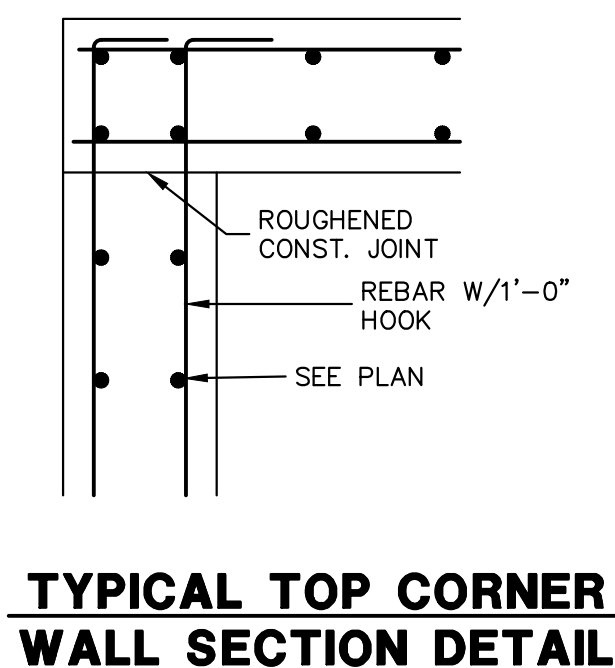 ROUGHENED
CONST. JOINT
REBAR W/1'-0"
HOOK
SEE PLAN
TYPICAL TOP CORNER
WALL SECTION DETAIL